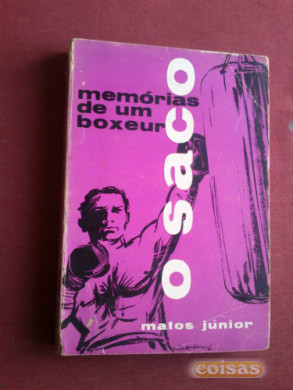 memórias
de um
boxeur
o saco
matos júnior
coisas